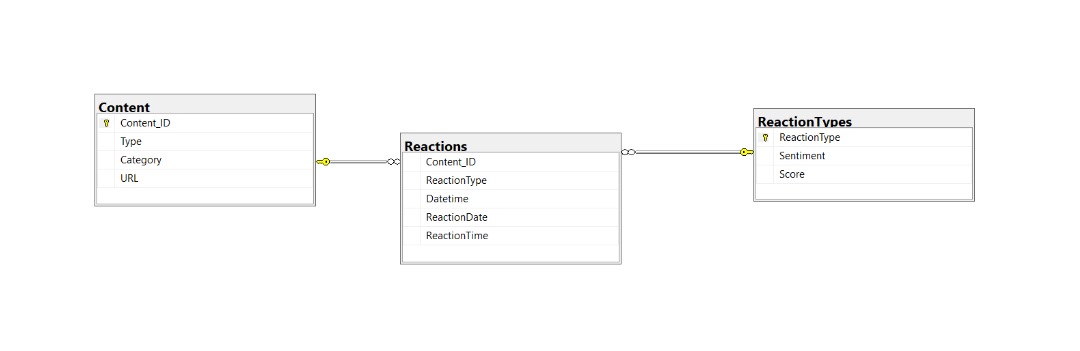 Content
Content_ID
Type
Category
URL
Reactions
Content_ID
ReactionType
Datetime
ReactionDate
ReactionTime
ReactionTypes
ReactionType
Sentiment
Score